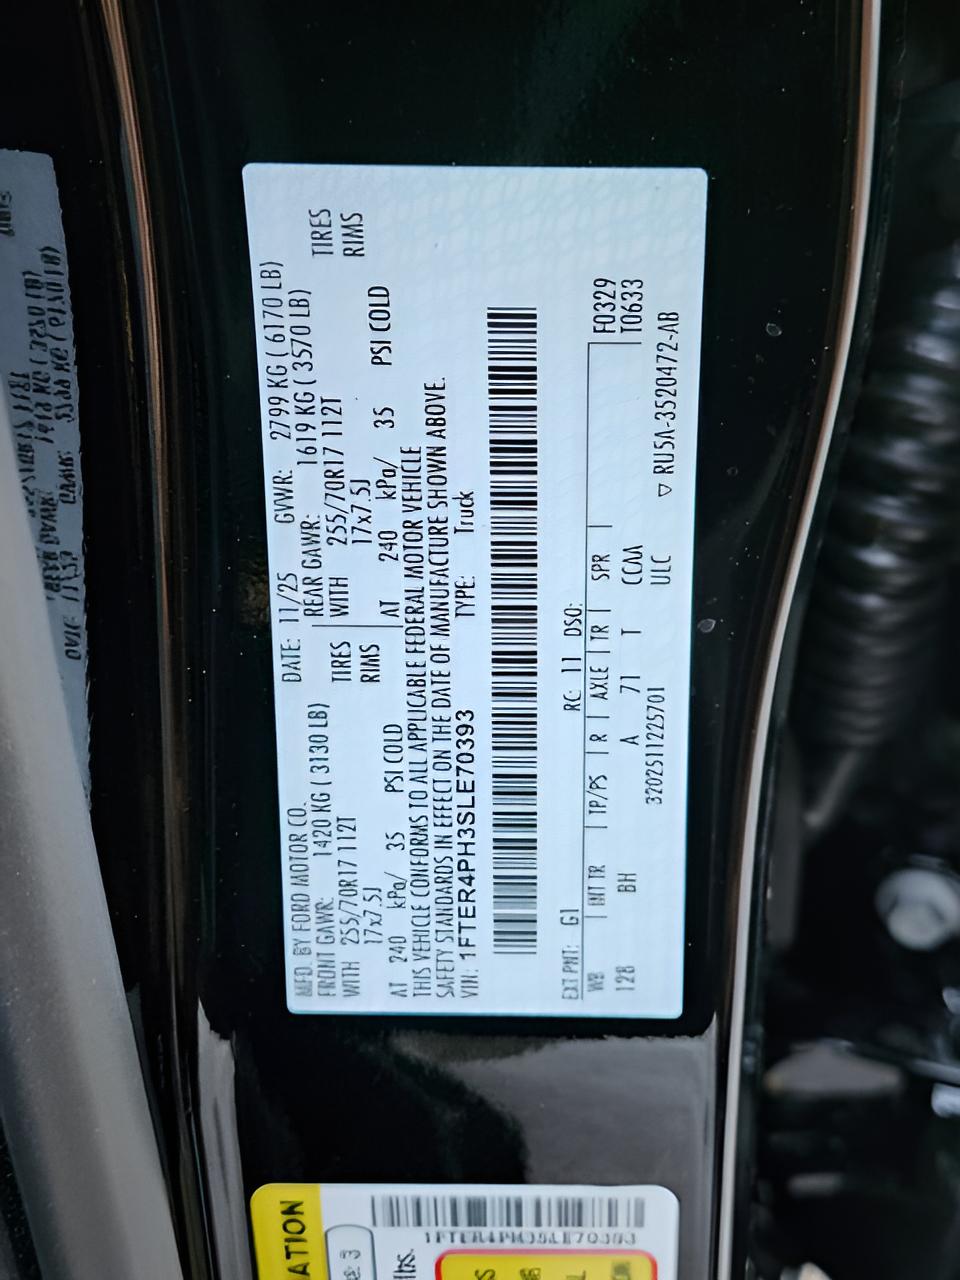 MFD. BY FORD MOTOR CO. DATE: 11/25 GVWR: 2799 KG ( 6170 LB)
FRONT GAWR: 1420 KG ( 3130 LB) REAR GAWR: 1619 KG ( 3570 LB)
WITH 255/70R17 112T TIRES WITH 255/70R17 112T TIRES
17x7.5J RIMS 17x7.5J RIMS
AT 240 kPa/ 35 PSI COLD AT 240 kPa/ 35 PSI COLD
THIS VEHICLE CONFORMS TO ALL APPLICABLE FEDERAL MOTOR VEHICLE
SAFETY STANDARDS IN EFFECT ON THE DATE OF MANUFACTURE SHOWN ABOVE.
VIN: 1FTER4PH3SLE70393 TYPE: Truck
EXT PNT: G1 RC: 11 DSO:
WB INT TR TP/PS R AXLE TR SPR F0329
128 BH A 71 T CCAA T0633
3202511225701 ULC ▽ RU5A-3520472-AB
ATION
1FTER4PH3SLE70393
lbs.